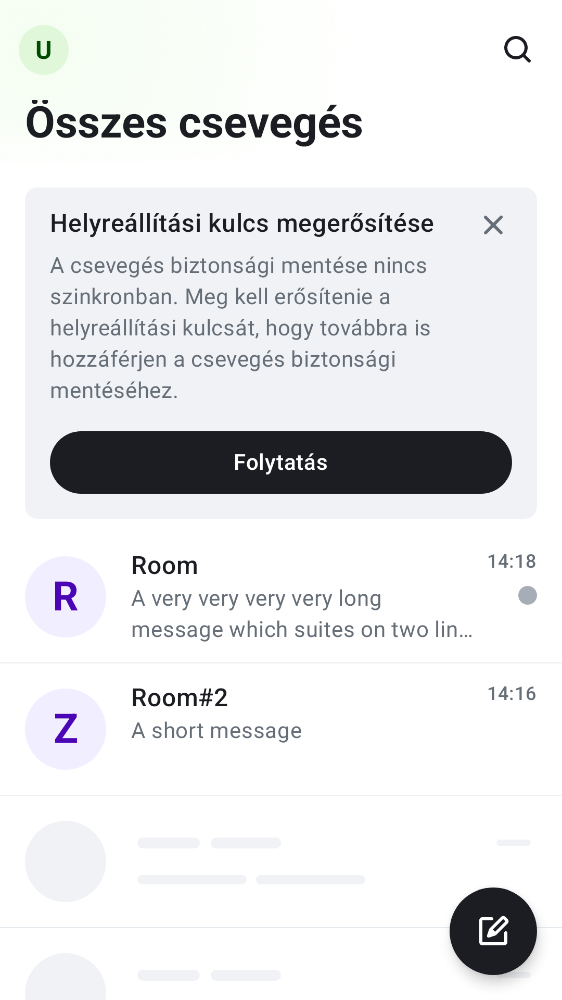 U
Összes csevegés
Helyreállítási kulcs megerősítése
A csevegés biztonsági mentése nincs
szinkronban. Meg kell erősítenie a
helyreállítási kulcsát, hogy továbbra is
hozzáférjen a csevegés biztonsági
mentéséhez.
Folytatás
R
Room
14:18
A very very very very long
message which suites on two lin…
Z
Room#2
14:16
A short message